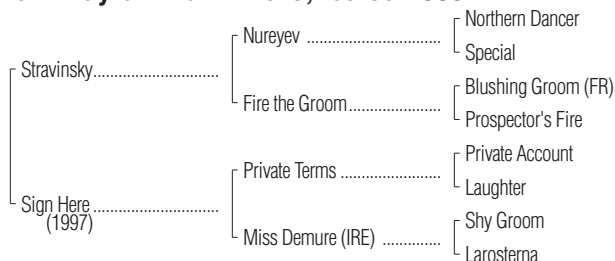 Northern Dancer
Nureyev
Special
Stravinsky
Blushing Groom (FR)
Fire the Groom
Prospector's Fire
Private Account
Private Terms
Laughter
Sign Here
(1997)
Shy Groom
Miss Demure (IRE)
Larosterna